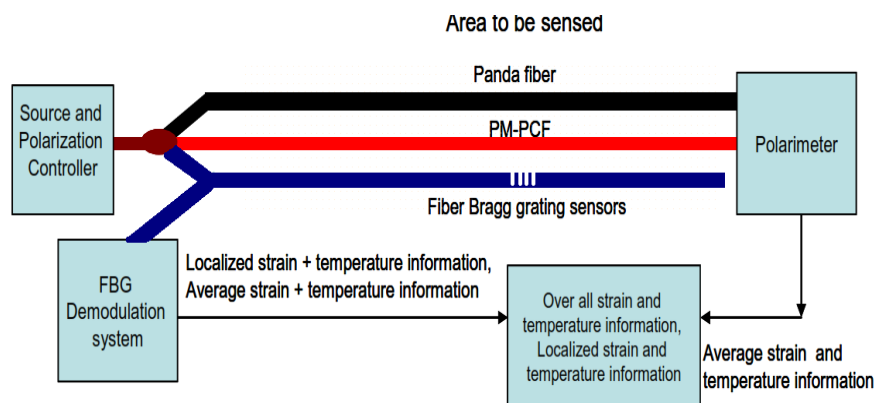 Area to be sensed
Panda fiber
Source and
Polarization
Controller
PM-PCF
Polarimeter
Fiber Bragg grating sensors
Localized strain + temperature information,
Average strain + temperature information
FBG
Demodulation
system
Over all strain and
temperature information,
Localized strain and
temperature information
Average strain and
temperature information